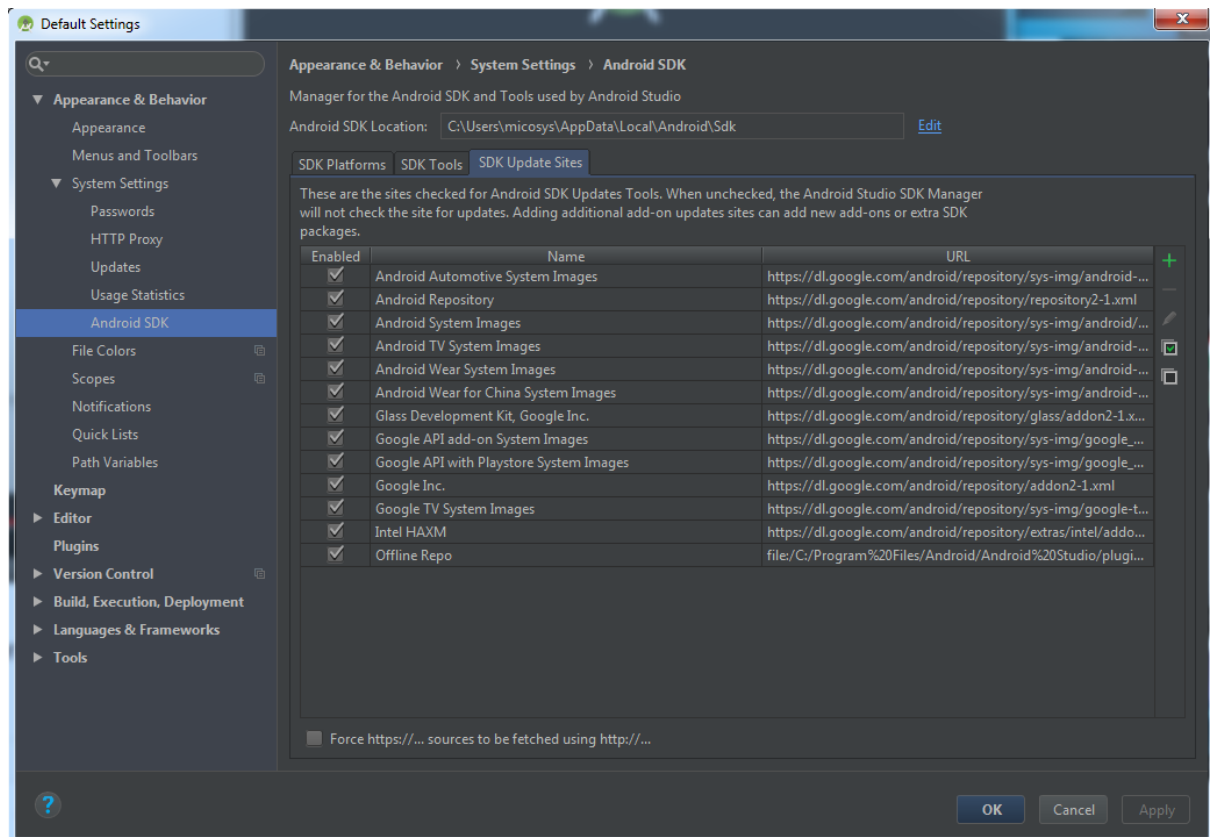 Default Settings
Appearance & Behavior
Appearance
Menus and Toolbars
System Settings
Passwords
HTTP Proxy
Updates
Usage Statistics
Android SDK
File Colors
Scopes
Notifications
Quick Lists
Path Variables
Keymap
Editor
Plugins
Version Control
Build, Execution, Deployment
Languages & Frameworks
Tools
Appearance & Behavior › System Settings › Android SDK
Manager for the Android SDK and Tools used by Android Studio
Android SDK Location: C:\Users\micosys\AppData\Local\Android\Sdk Edit
SDK Platforms SDK Tools SDK Update Sites
These are the sites checked for Android SDK Updates Tools. When unchecked, the Android Studio SDK Manager
will not check the site for updates. Adding additional add-on updates sites can add new add-ons or extra SDK
packages.
Enabled Name URL
Android Automotive System Images https://dl.google.com/android/repository/sys-img/android-...
Android Repository https://dl.google.com/android/repository/repository2-1.xml
Android System Images https://dl.google.com/android/repository/sys-img/android/...
Android TV System Images https://dl.google.com/android/repository/sys-img/android-...
Android Wear System Images https://dl.google.com/android/repository/sys-img/android-...
Android Wear for China System Images https://dl.google.com/android/repository/sys-img/android-...
Glass Development Kit, Google Inc. https://dl.google.com/android/repository/glass/addon2-1.x...
Google API add-on System Images https://dl.google.com/android/repository/sys-img/google_...
Google API with Playstore System Images https://dl.google.com/android/repository/sys-img/google_...
Google Inc. https://dl.google.com/android/repository/addon2-1.xml
Google TV System Images https://dl.google.com/android/repository/sys-img/google-t...
Intel HAXM https://dl.google.com/android/repository/extras/intel/addo...
Offline Repo file:/C:/Program%20Files/Android/Android%20Studio/plugi...
Force https://... sources to be fetched using http://...
? OK Cancel Apply